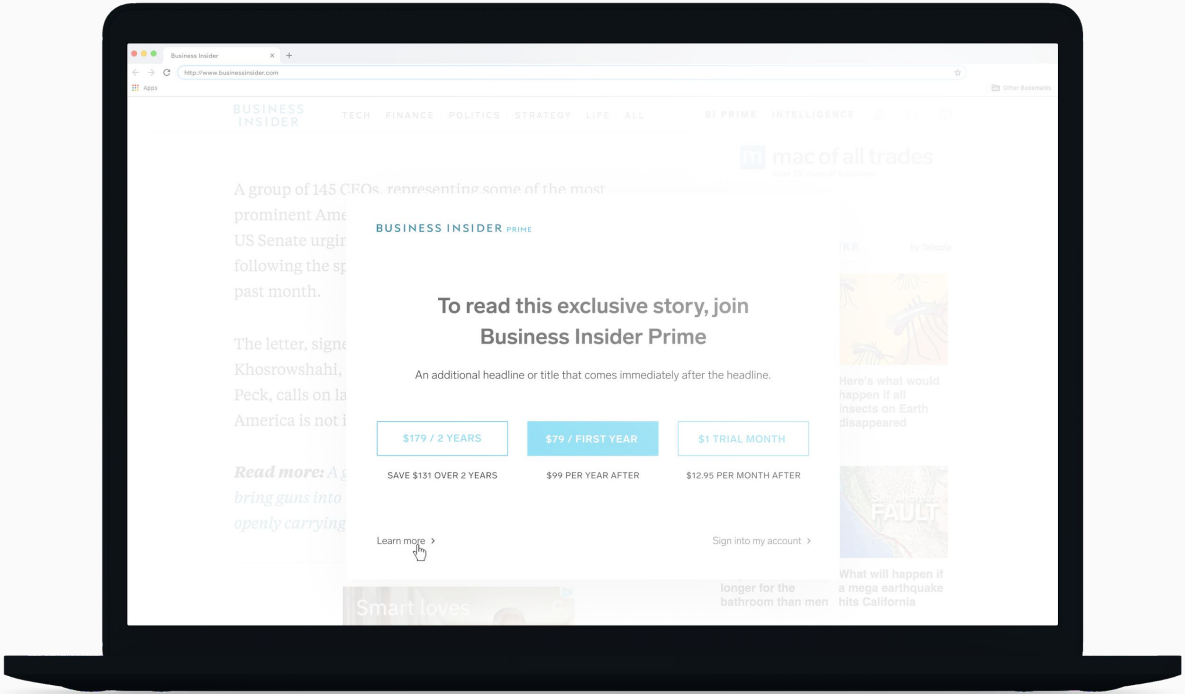 Business Insider
http://www.businessinsider.com
Apps
Other Bookmarks
BUSINESS
INSIDER
TECH FINANCE POLITICS STRATEGY LIFE ALL
BI PRIME INTELLIGENCE
m mac of all trades
A group of 145 CEOs, representing some of the most
prominent Ame
US Senate urgin
following the sp
past month.
The letter, signe
Khosrowshahi,
Peck, calls on la
America is not i
Read more: A g
bring guns into
openly carrying
BUSINESS INSIDER PRIME
To read this exclusive story, join
Business Insider Prime
An additional headline or title that comes immediately after the headline.
$179 / 2 YEARS
$79 / FIRST YEAR
$1 TRIAL MONTH
SAVE $131 OVER 2 YEARS
$99 PER YEAR AFTER
$12.95 PER MONTH AFTER
Learn more >
Sign into my account >
by Taboola
Here's what would
happen if all
insects on Earth
disappeared
SAN ANDREAS
FAULT
longer for the
bathroom than men
What will happen if
a mega earthquake
hits California
Smart loves